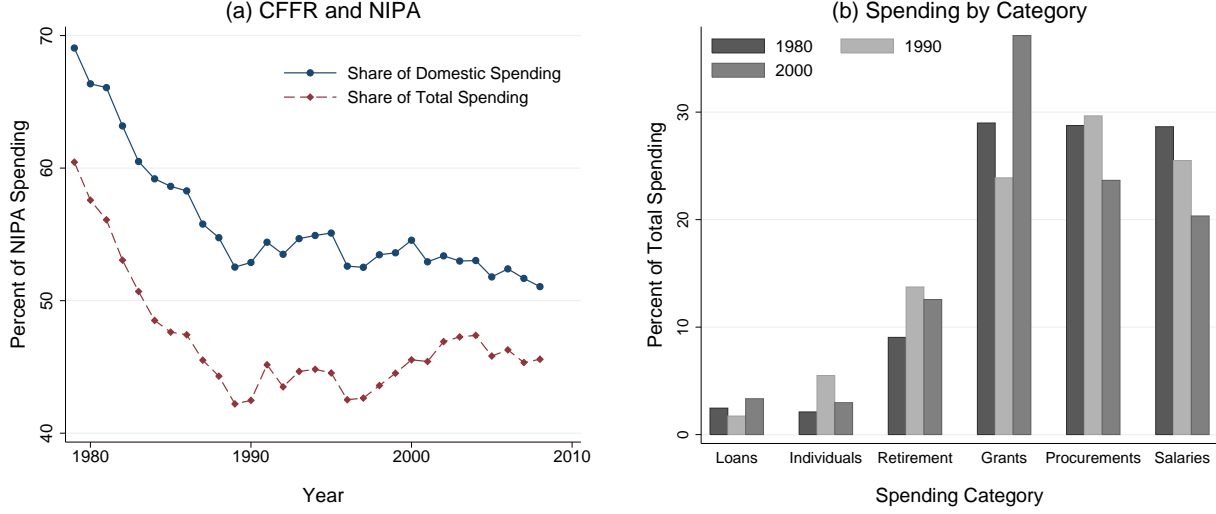 (a) CFFR and NIPA
Percent of NIPA Spending
70
60
50
40
Share of Domestic Spending
Share of Total Spending
1980
1990
2000
2010
Year
(b) Spending by Category
Percent of Total Spending
30
20
10
0
1980
1990
2000
Loans
Individuals
Retirement
Grants
Procurements
Salaries
Spending Category